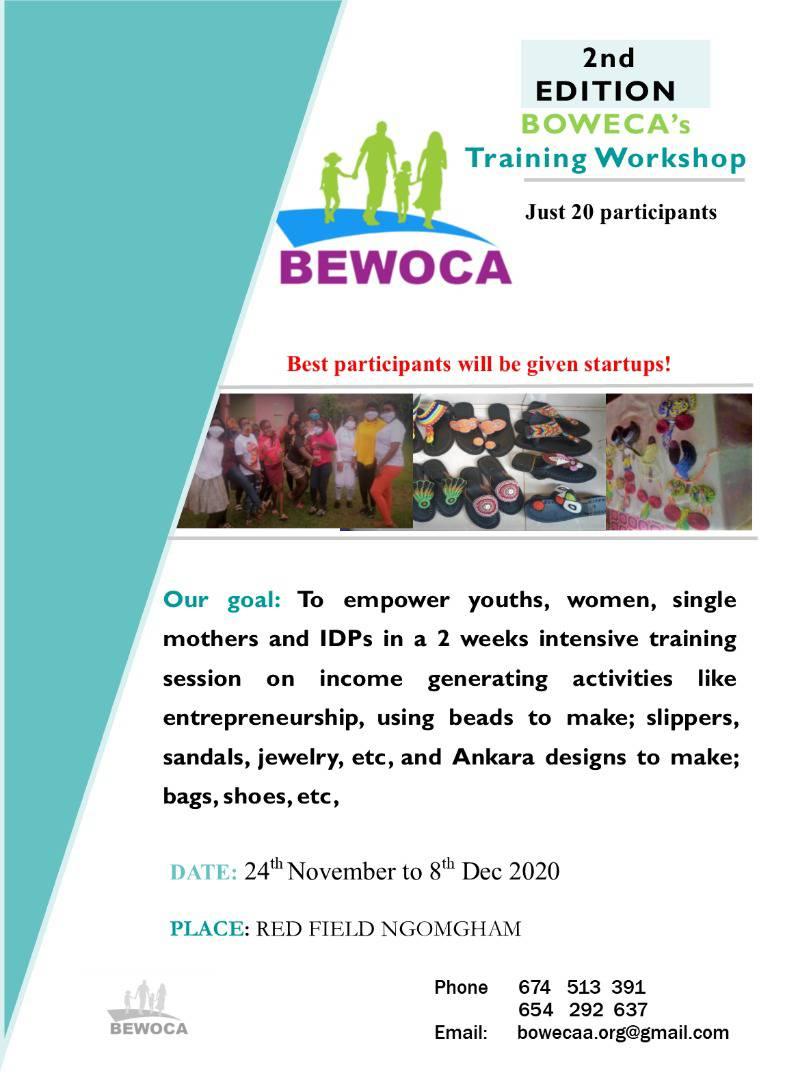 2nd
EDITION
BOWECA’s
Training Workshop
Just 20 participants
BEWOCA
Best participants will be given startups!
Our goal: To empower youths, women, single
mothers and IDPs in a 2 weeks intensive training
session on income generating activities like
entrepreneurship, using beads to make; slippers,
sandals, jewelry, etc, and Ankara designs to make;
bags, shoes, etc,
DATE: 24th November to 8th Dec 2020
PLACE: RED FIELD NGOMGHAM
Phone 674 513 391
654 292 637
Email: bowecaa.org@gmail.com
BEWOCA